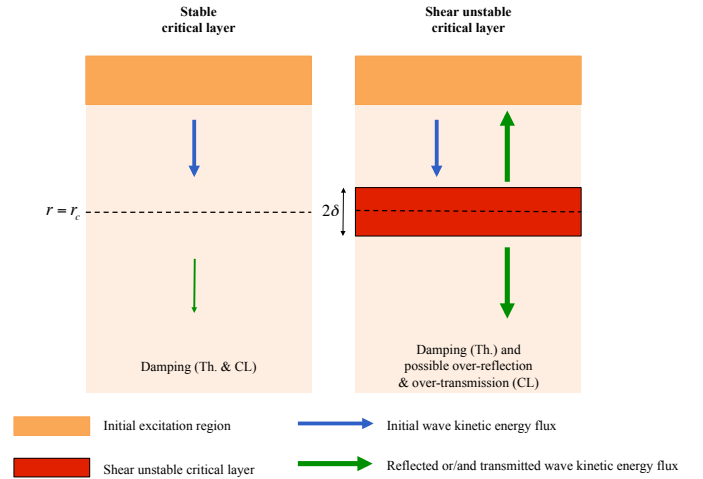 Stable
critical layer
Shear unstable
critical layer
r = r_c
2δ
Damping (Th. & CL)
Damping (Th.) and
possible over-reflection
& over-transmission (CL)
Initial excitation region
Initial wave kinetic energy flux
Shear unstable critical layer
Reflected or/and transmitted wave kinetic energy flux